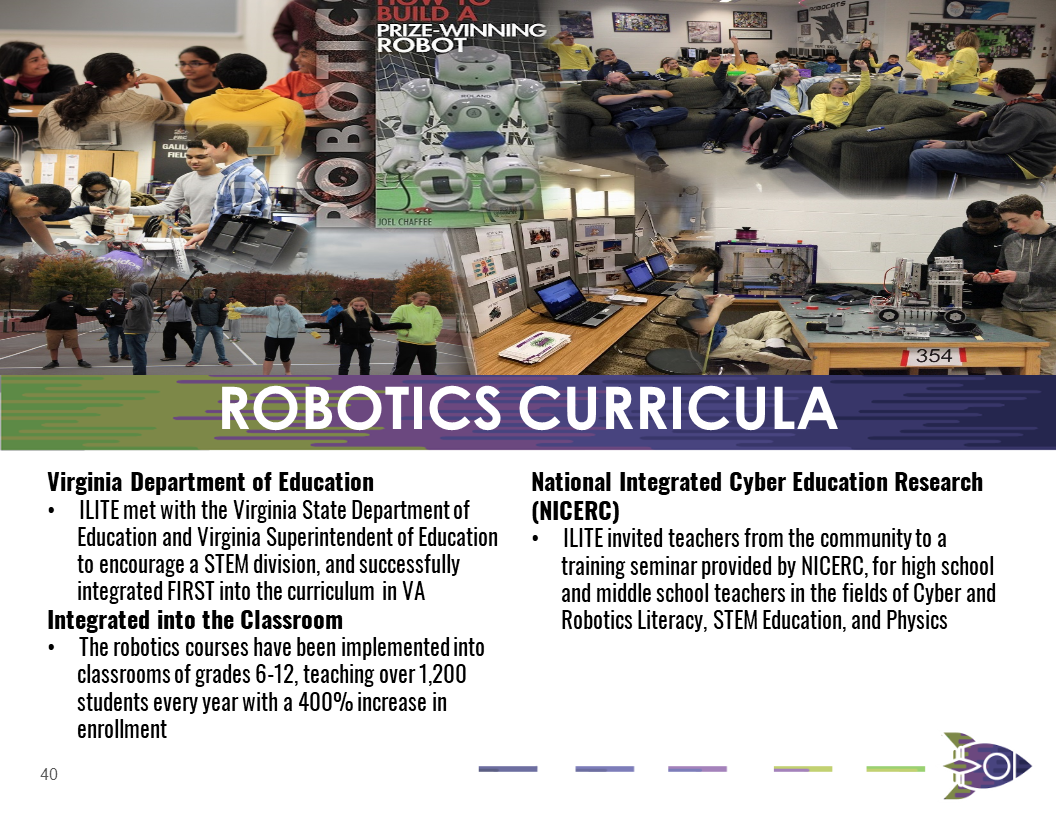 ROBOTICS
HOW TO
BUILD A
PRIZE-WINNING
ROBOT
ROBOCATS
ROLAND
JOEL CHAFFEE
354
ROBOTICS CURRICULA
Virginia Department of Education
• ILITE met with the Virginia State Department of
Education and Virginia Superintendent of Education
to encourage a STEM division, and successfully
integrated FIRST into the curriculum in VA
Integrated into the Classroom
• The robotics courses have been implemented into
classrooms of grades 6-12, teaching over 1,200
students every year with a 400% increase in
enrollment
National Integrated Cyber Education Research
(NICERC)
• ILITE invited teachers from the community to a
training seminar provided by NICERC, for high school
and middle school teachers in the fields of Cyber and
Robotics Literacy, STEM Education, and Physics
40